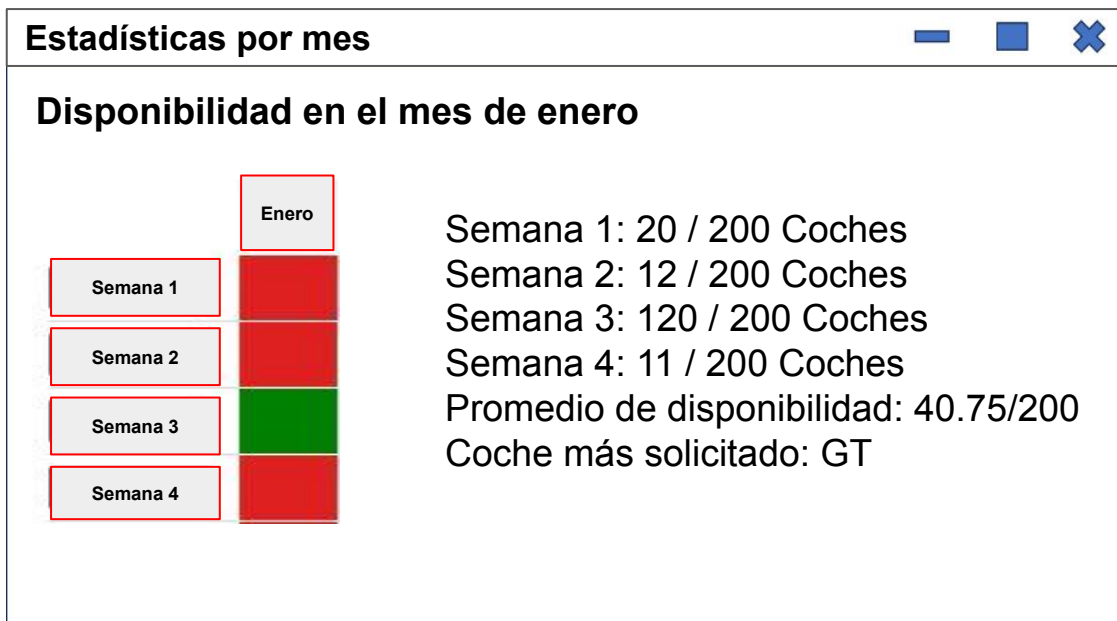 Estadísticas por mes
Disponibilidad en el mes de enero
Enero
Semana 1
Semana 2
Semana 3
Semana 4
Semana 1: 20 / 200 Coches
Semana 2: 12 / 200 Coches
Semana 3: 120 / 200 Coches
Semana 4: 11 / 200 Coches
Promedio de disponibilidad: 40.75/200
Coche más solicitado: GT